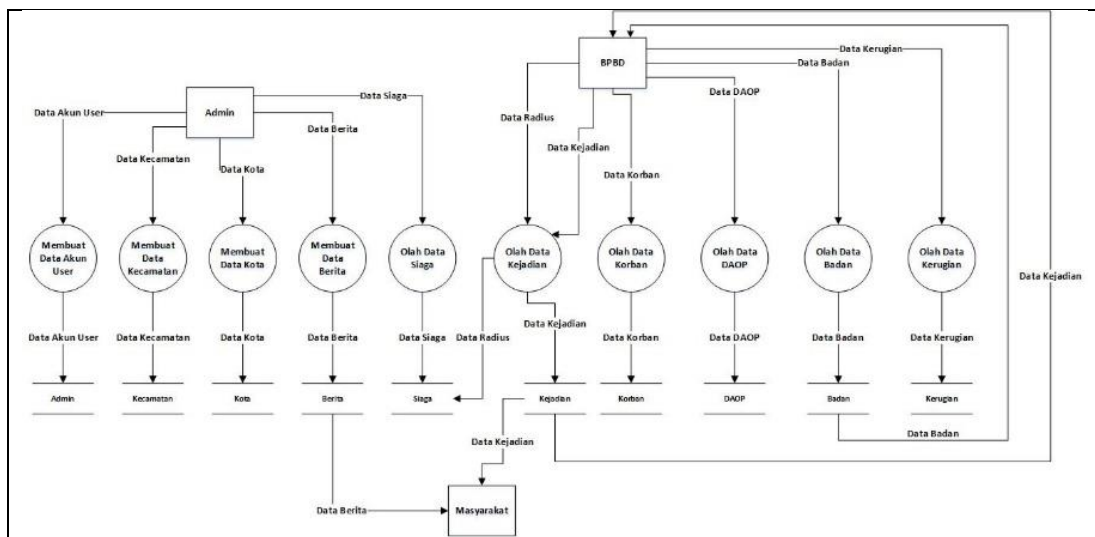 Data Kerugian
BPBD
Data Badan
Data Siaga
Data DAOP
Data Akun User
Admin
Data Radius
Data Berita
Data Kejadian
Data Kecamatan
Data Kota
Data Korban
Membuat
Data Akun
User
Membuat
Data
Kecamatan
Membuat
Data Kota
Membuat
Data
Berita
Olah Data
Siaga
Olah Data
Kejadian
Olah Data
Korban
Olah Data
DAOP
Olah Data
Badan
Olah Data
Kerugian
Data Kejadian
Data Kejadian
Data Akun User
Data Kecamatan
Data Kota
Data Berita
Data Siaga
Data Radius
Data Korban
Data DAOP
Data Badan
Data Kerugian
Admin
Kecamatan
Kota
Berita
Siaga
Kejadian
Korban
DAOP
Badan
Kerugian
Data Badan
Data Kejadian
Data Berita
Masyarakat